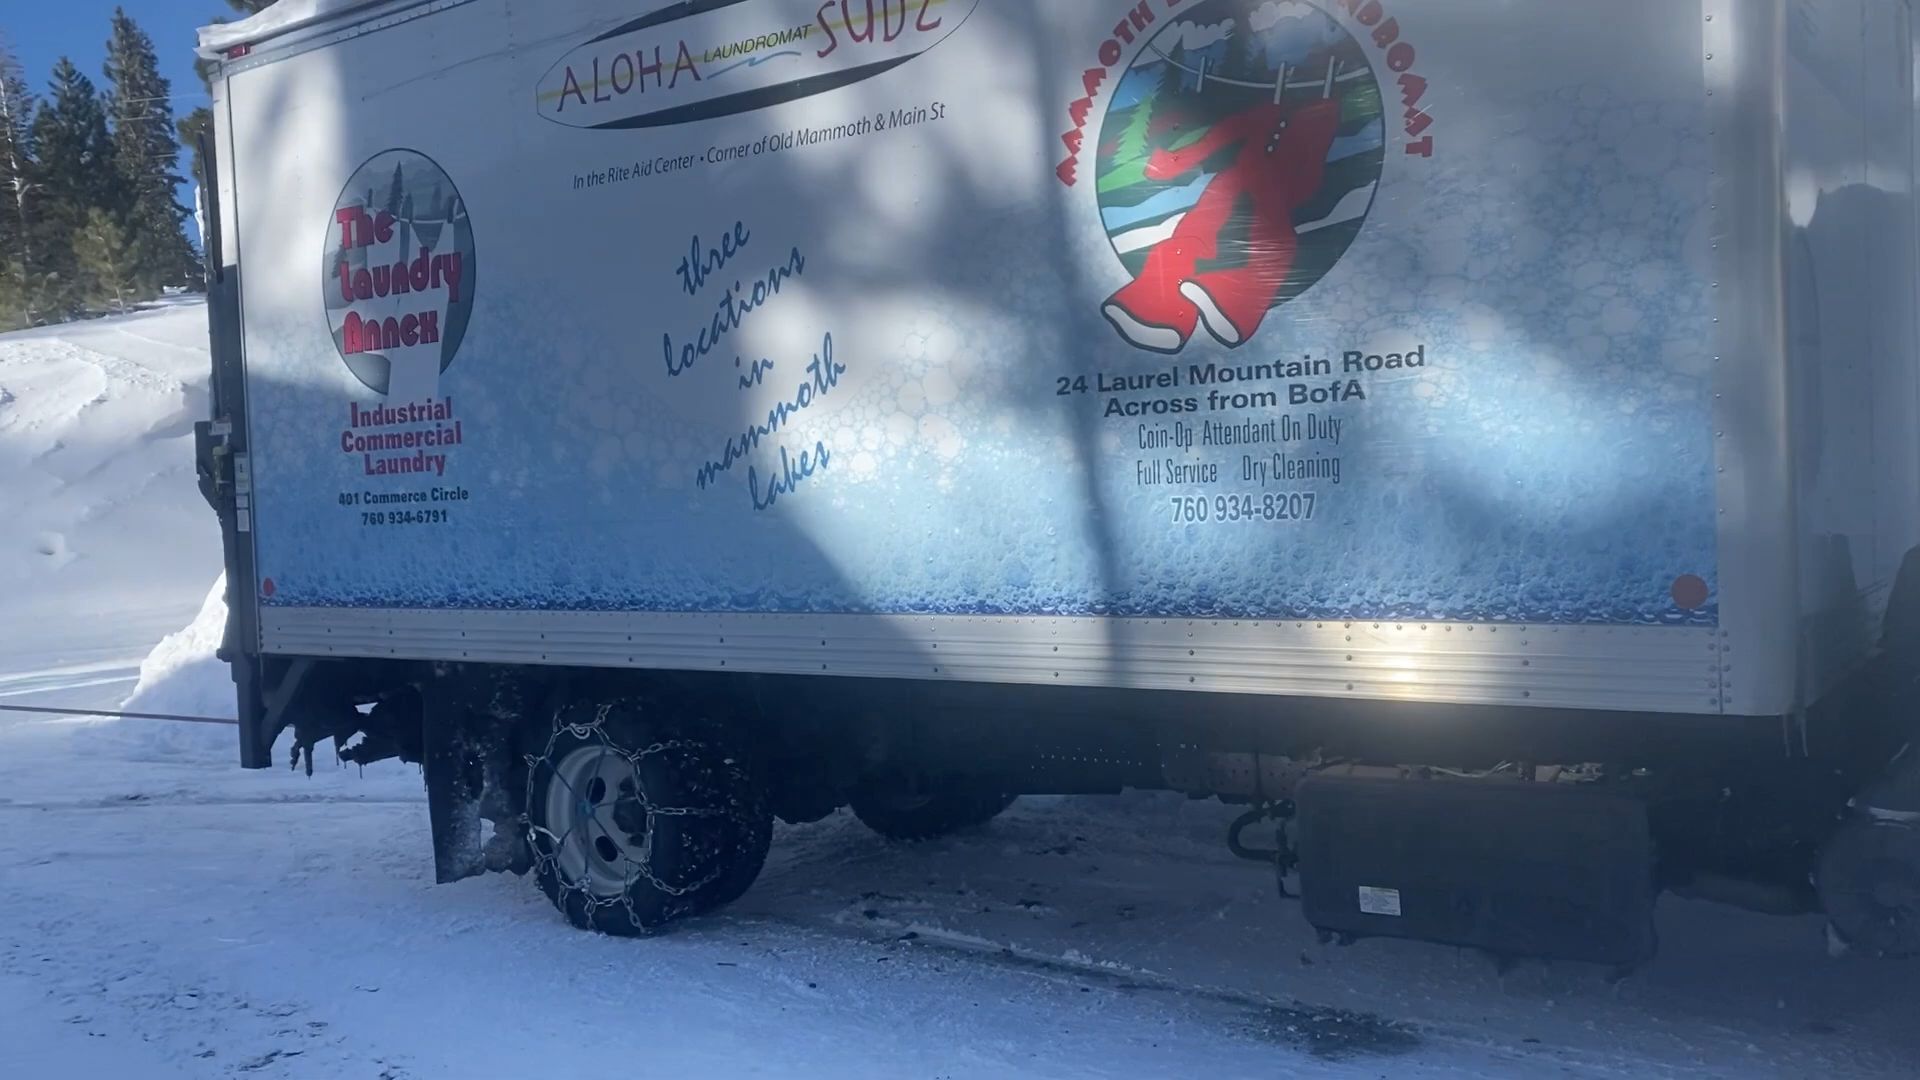 ALOHA LAUNDROMAT SUDZ
In the Rite Aid Center • Corner of Old Mammoth & Main St
The
Laundry
Annex
Industrial
Commercial
Laundry
401 Commerce Circle
760 934-6791
three
locations
in
mammoth
lakes
MAMMOTH LAUNDROMAT
24 Laurel Mountain Road
Across from BofA
Coin-Op Attendant On Duty
Full Service Dry Cleaning
760 934-8207